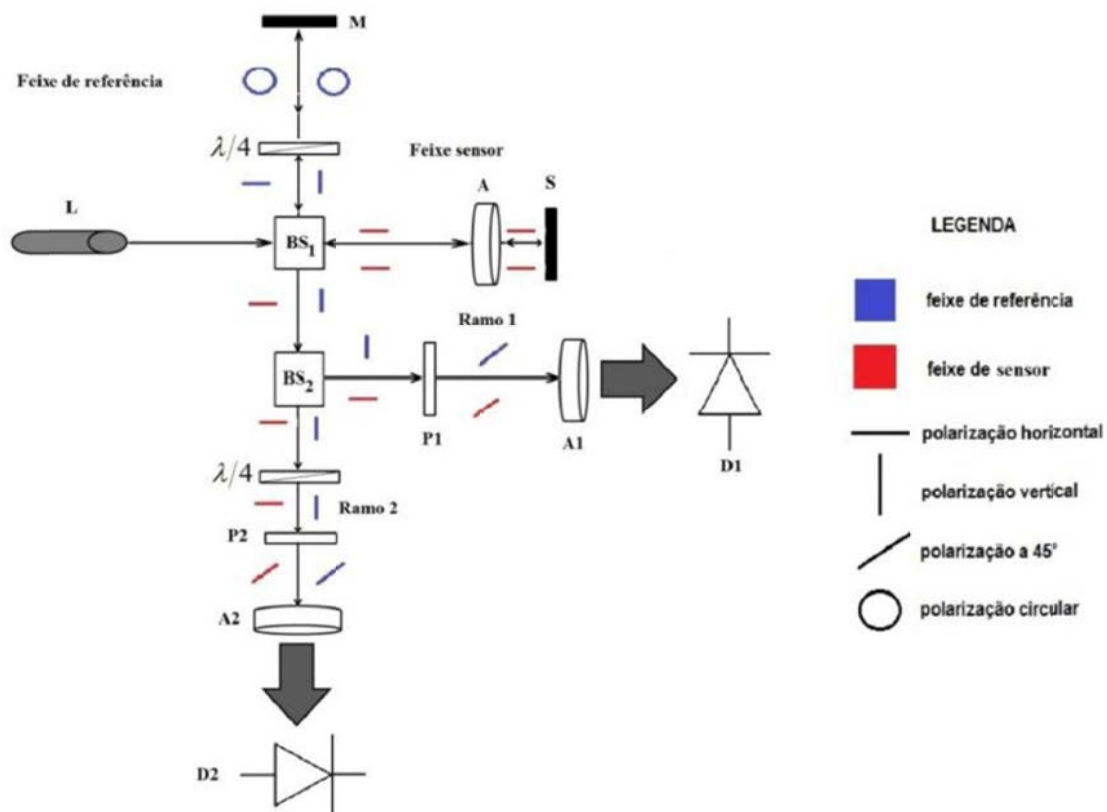 M
Feixe de referência
λ/4
Feixe sensor
A
S
L
BS1
LEGENDA
feixe de referência
feixe de sensor
polarização horizontal
polarização vertical
polarização a 45°
polarização circular
Ramo 1
BS2
P1
A1
D1
λ/4
Ramo 2
P2
A2
D2